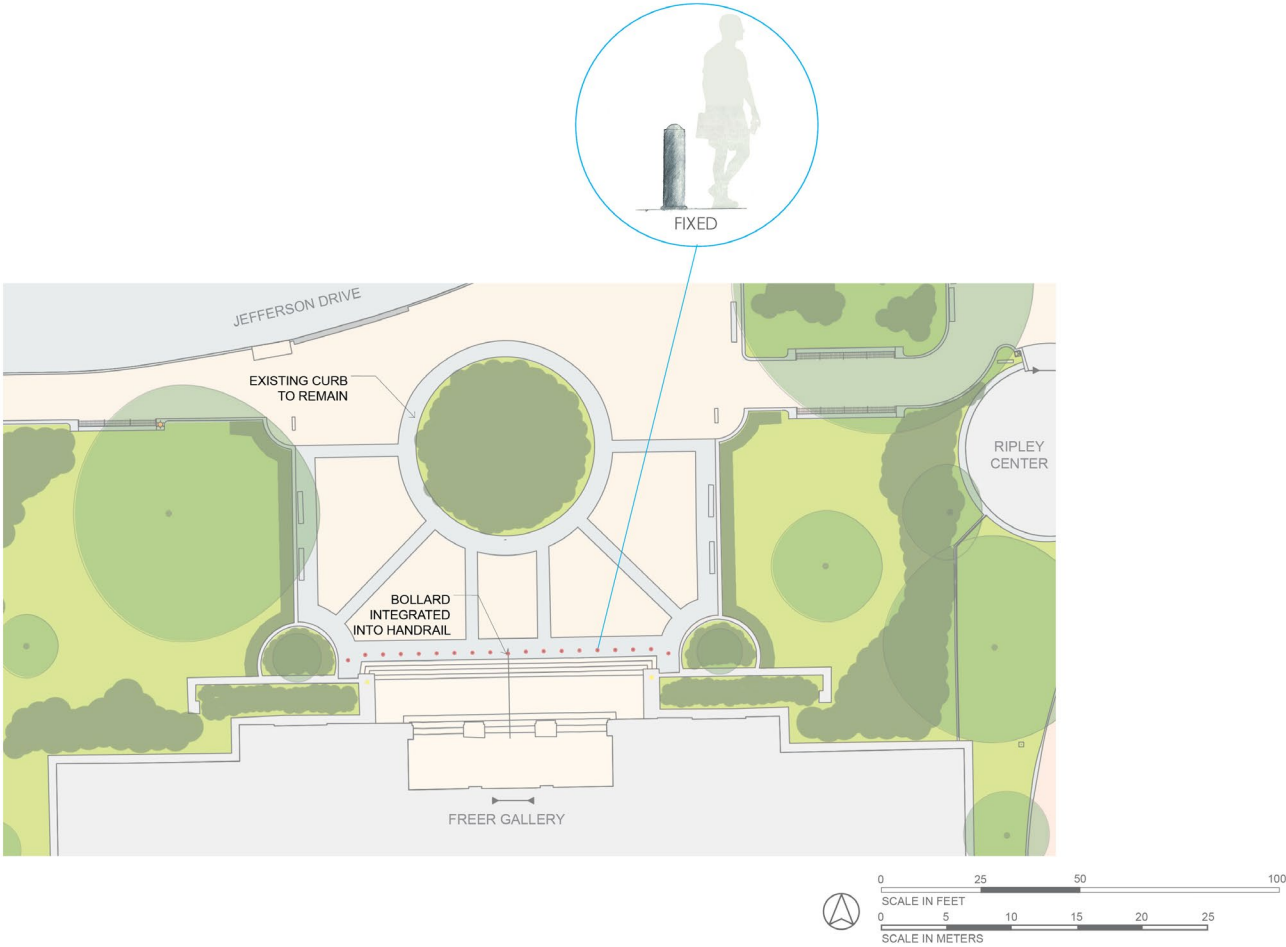 FIXED
JEFFERSON DRIVE
EXISTING CURB
TO REMAIN
RIPLEY
CENTER
BOLLARD
INTEGRATED
INTO HANDRAIL
FREER GALLERY
0 25 50 100
SCALE IN FEET
0 5 10 15 20 25
SCALE IN METERS